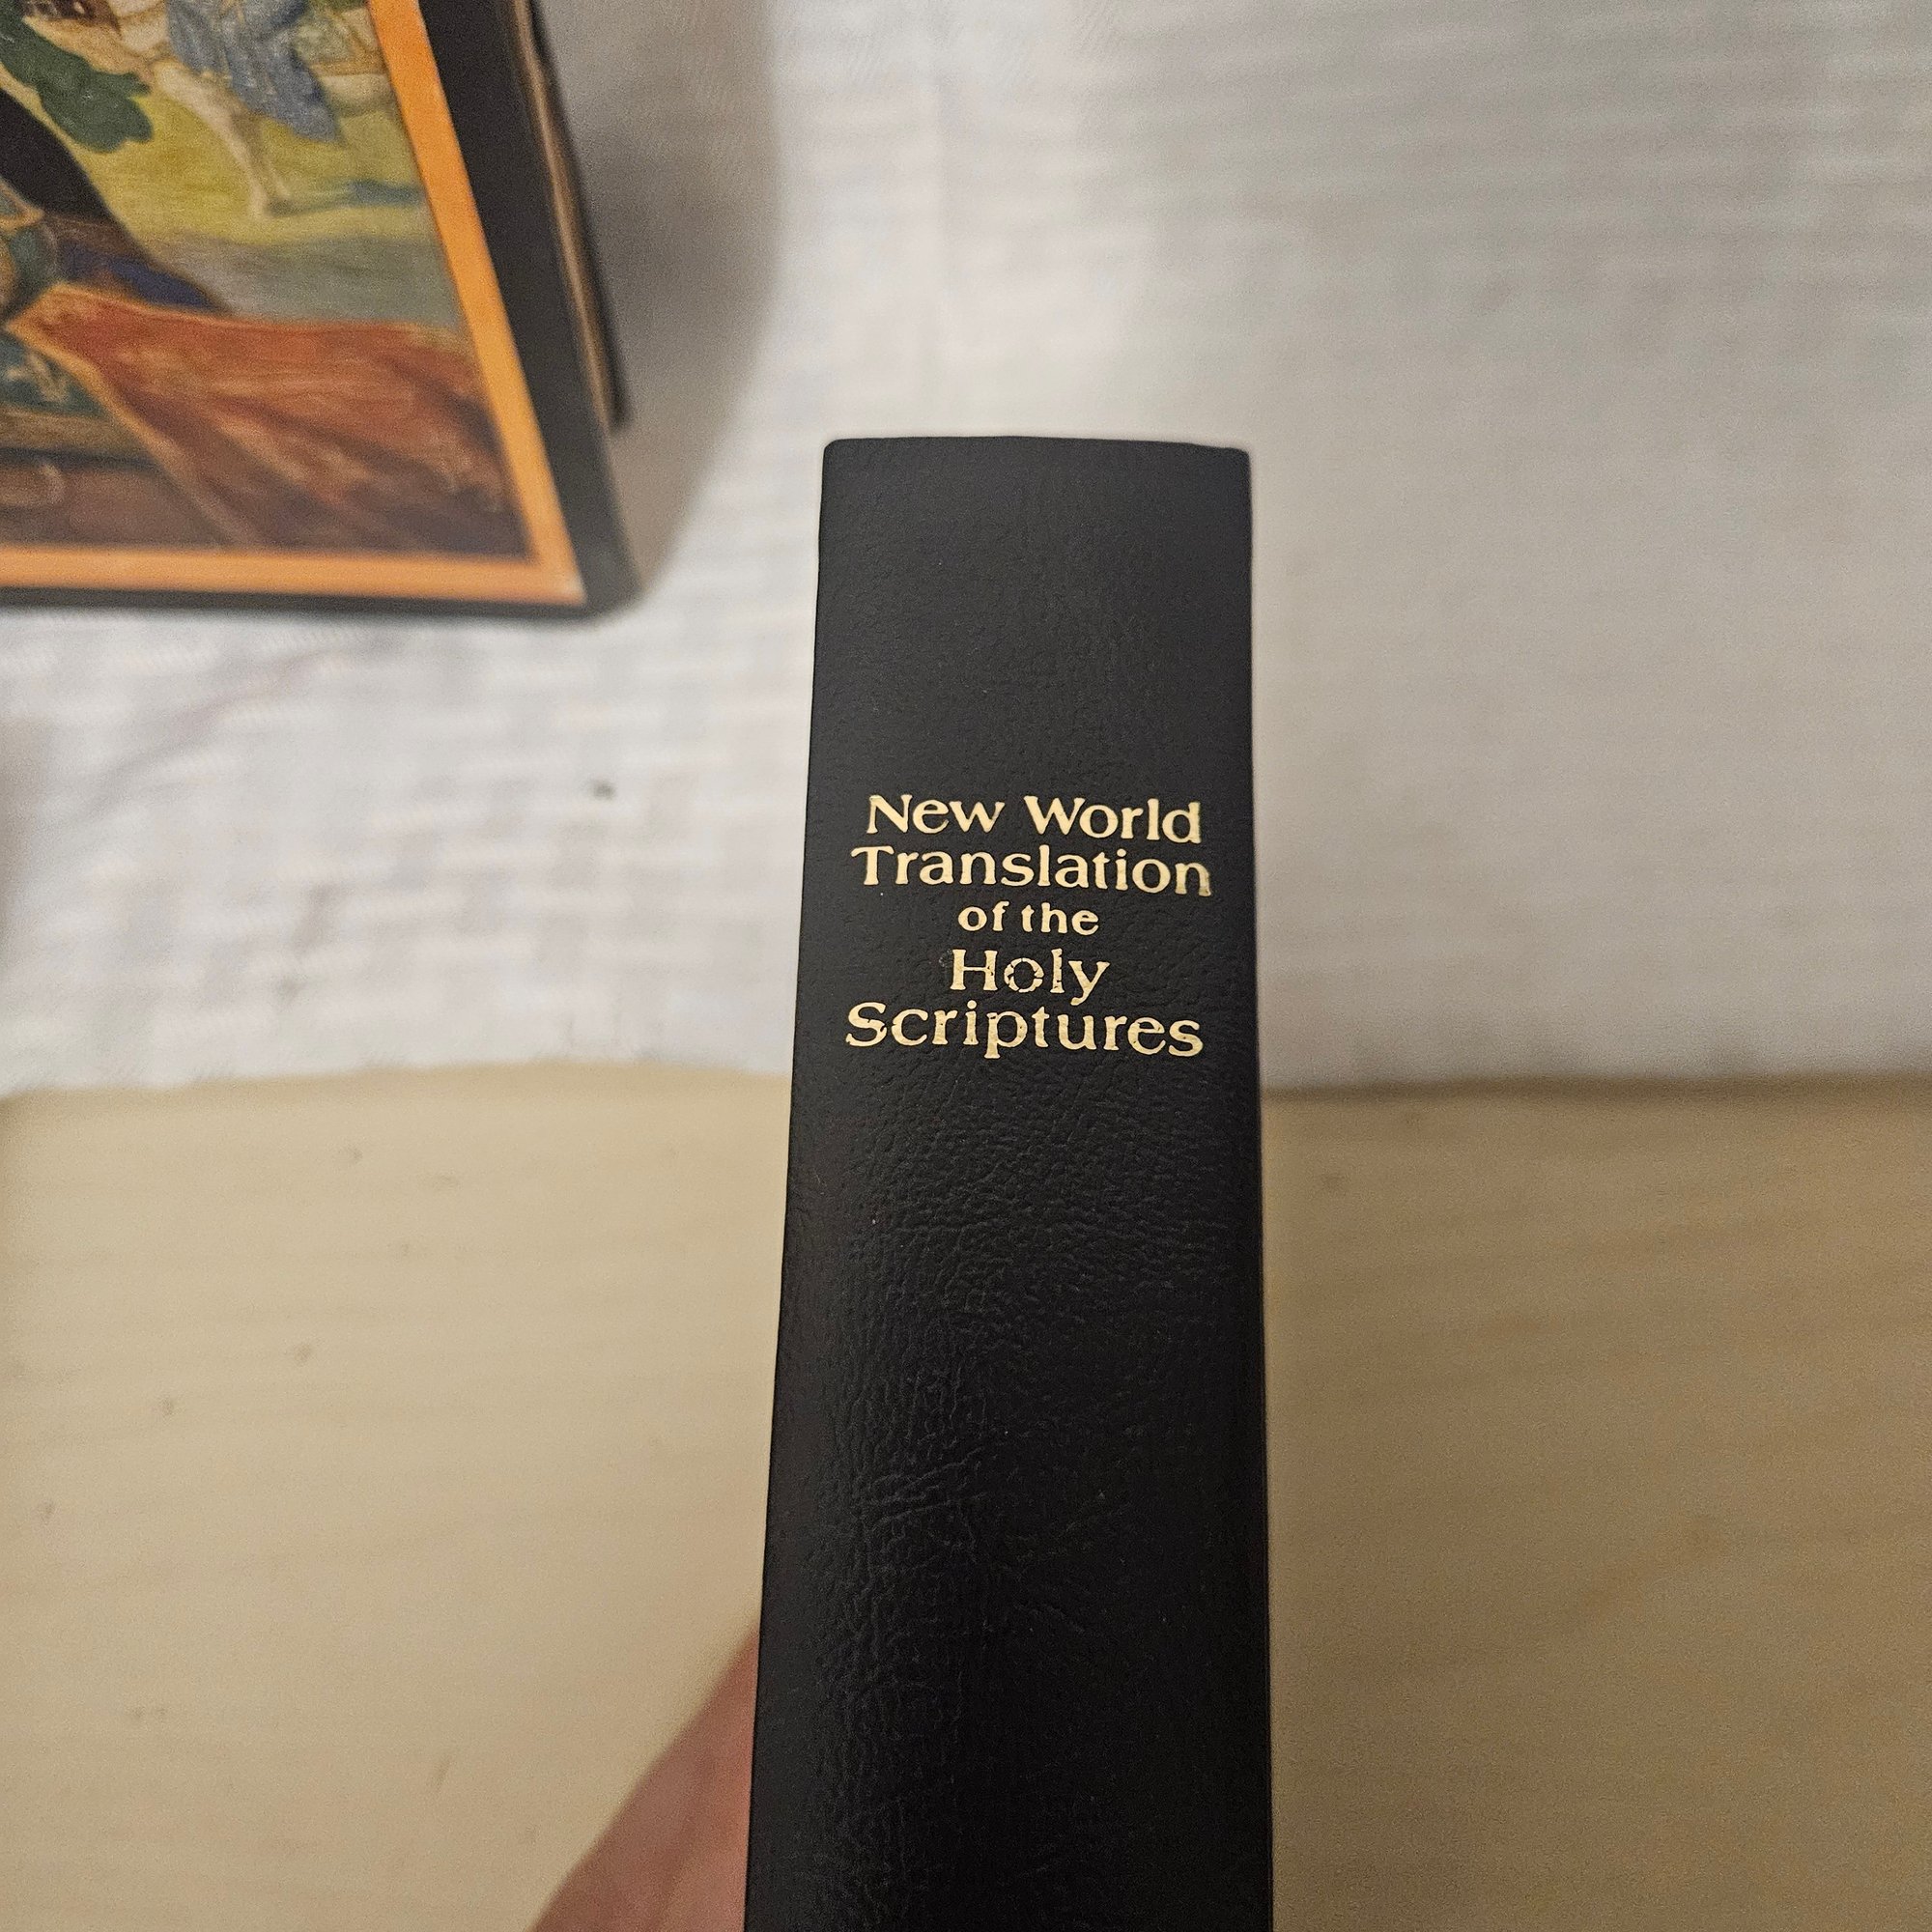 New World
Translation
of the
Holy
Scriptures